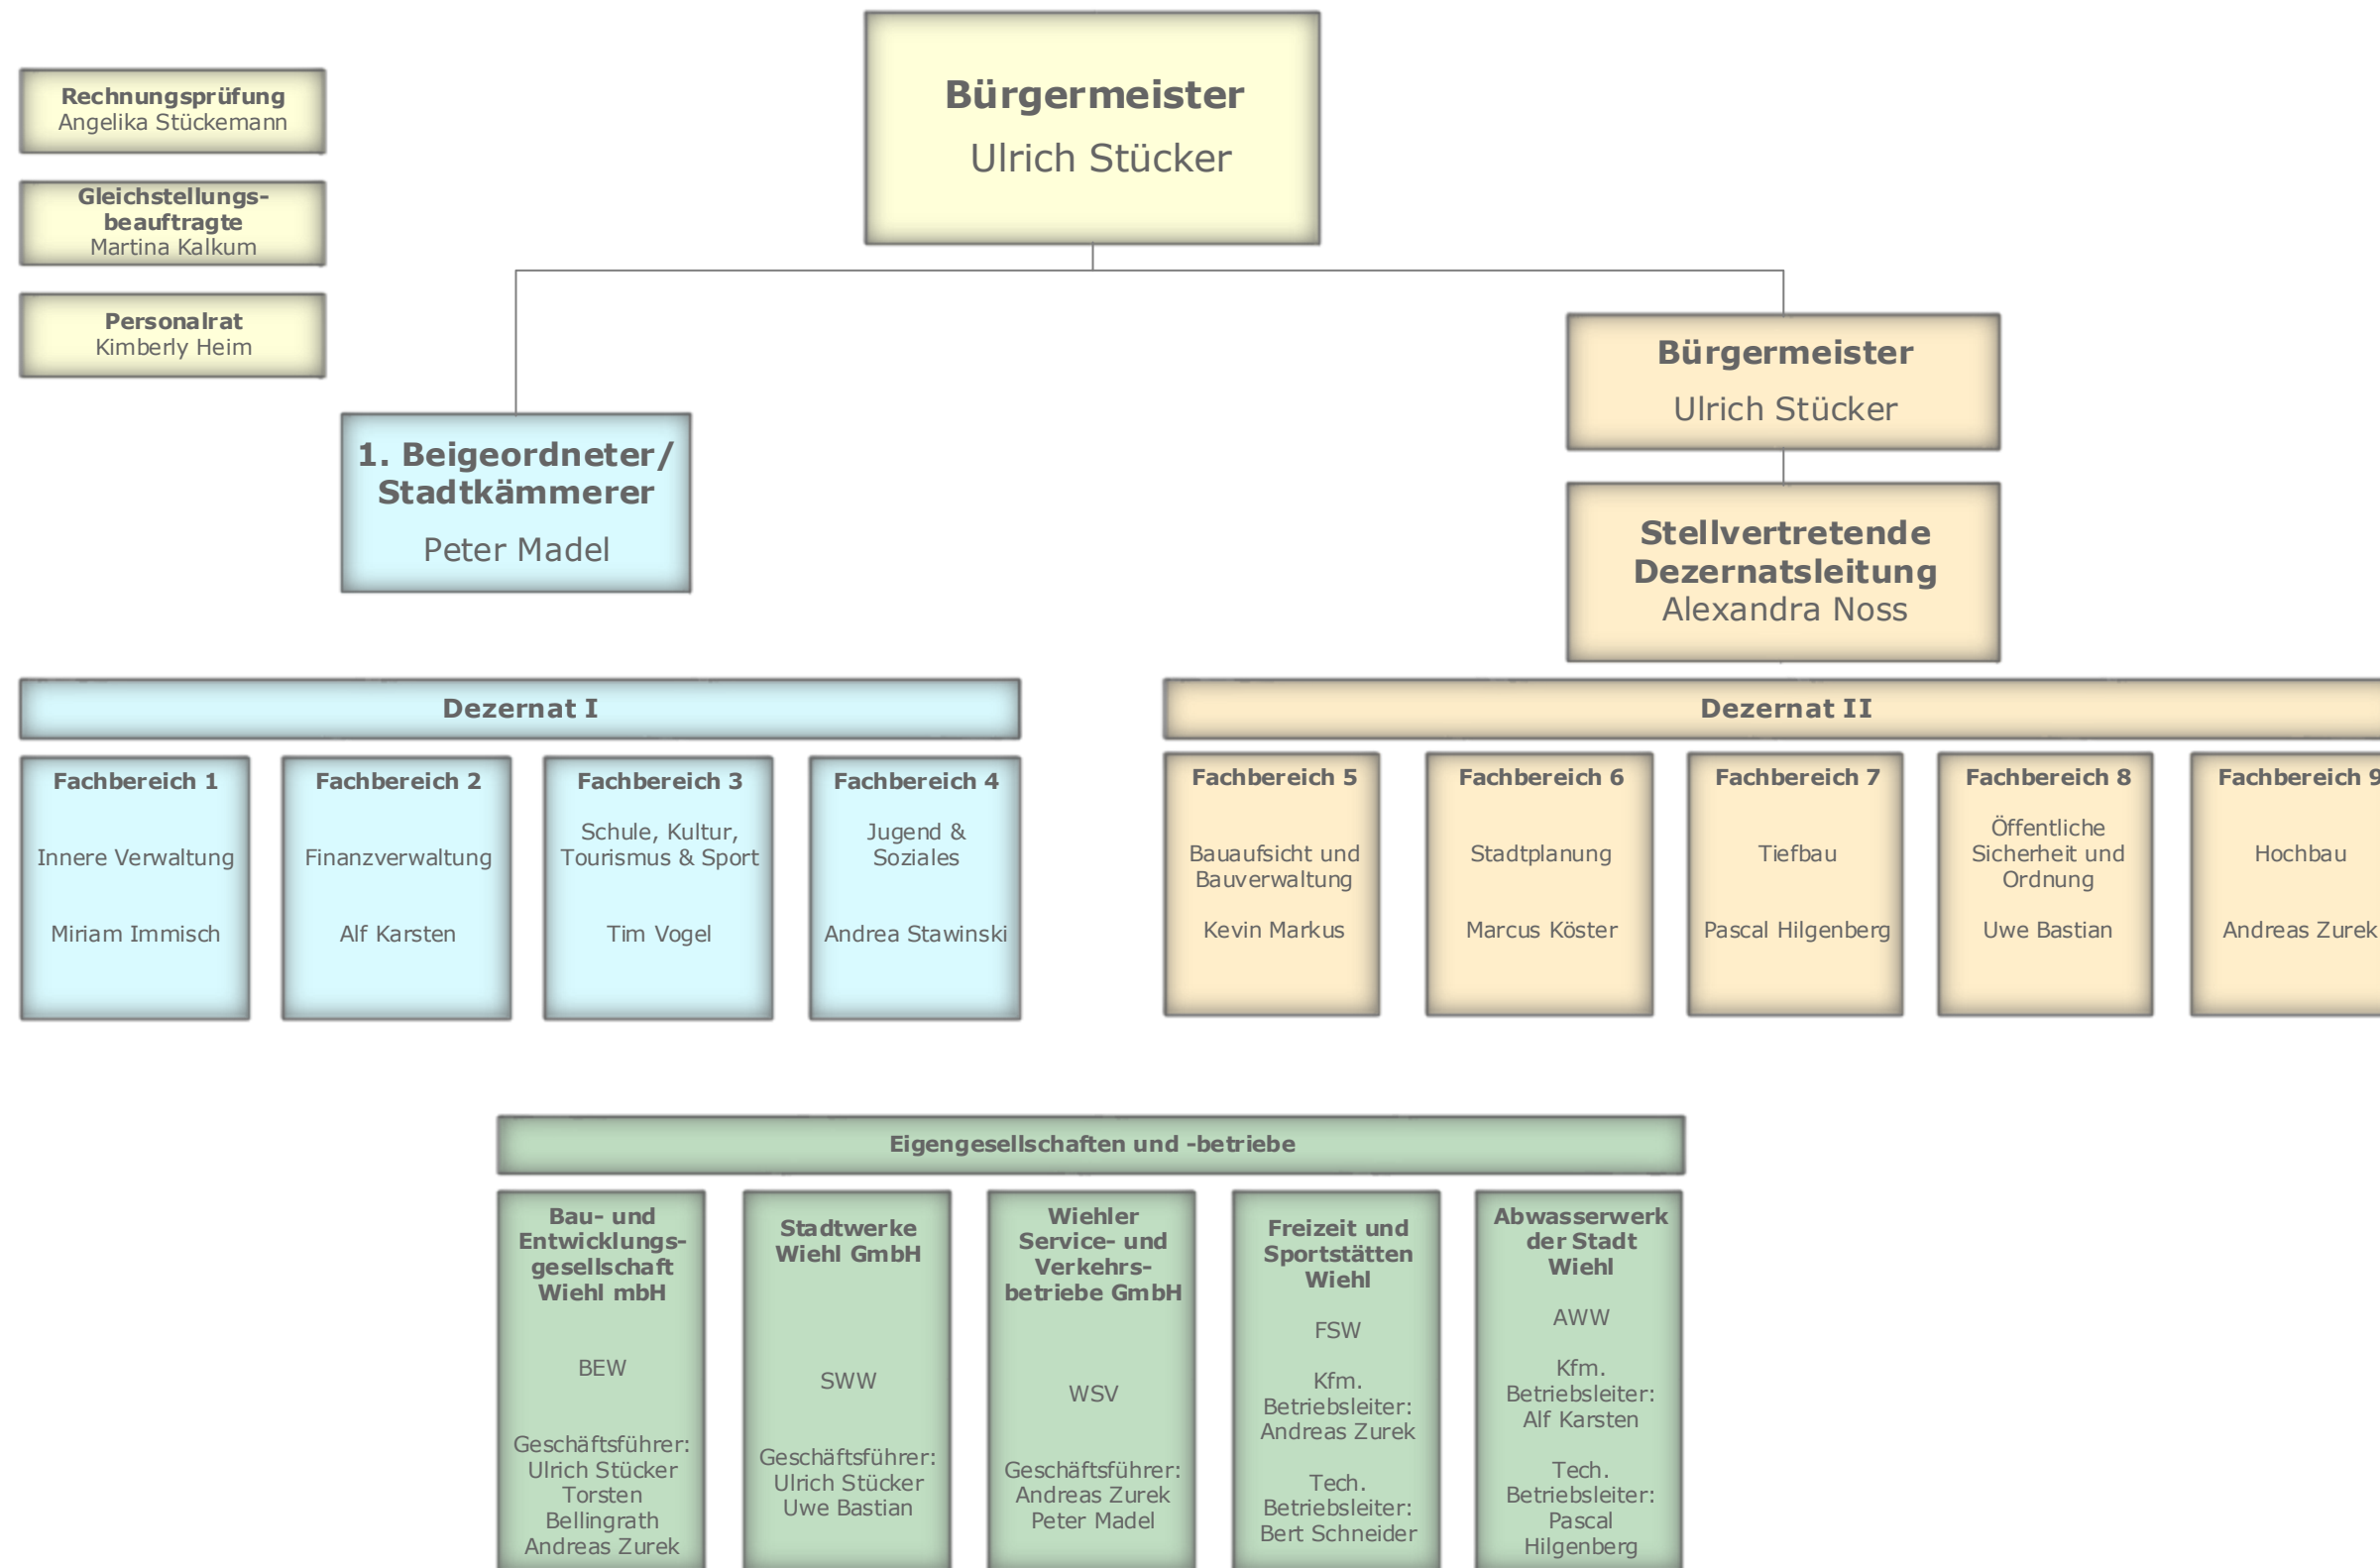 Bürgermeister
Ulrich Stücker
Rechnungsprüfung
Angelika Stückemann
Gleichstellungs-
beauftragte
Martina Kalkum
Personalrat
Kimberly Heim
1. Beigeordneter/
Stadtkämmerer
Peter Madel
Bürgermeister
Ulrich Stücker
Stellvertretende
Dezernatsleitung
Alexandra Noss
Dezernat I
Fachbereich 1
Innere Verwaltung
Miriam Immisch
Fachbereich 2
Finanzverwaltung
Alf Karsten
Fachbereich 3
Schule, Kultur,
Tourismus & Sport
Tim Vogel
Fachbereich 4
Jugend &
Soziales
Andrea Stawinski
Dezernat II
Fachbereich 5
Bauaufsicht und
Bauverwaltung
Kevin Markus
Fachbereich 6
Stadtplanung
Marcus Köster
Fachbereich 7
Tiefbau
Pascal Hilgenberg
Fachbereich 8
Öffentliche
Sicherheit und
Ordnung
Uwe Bastian
Fachbereich 9
Hochbau
Andreas Zurek
Eigengesellschaften und -betriebe
Bau- und
Entwicklungs-
gesellschaft
Wiehl mbH
BEW
Geschäftsführer:
Ulrich Stücker
Torsten
Bellingrath
Andreas Zurek
Stadtwerke
Wiehl GmbH
SWW
Geschäftsführer:
Ulrich Stücker
Uwe Bastian
Wiehler
Service- und
Verkehrs-
betriebe GmbH
WSV
Geschäftsführer:
Andreas Zurek
Peter Madel
Freizeit und
Sportstätten
Wiehl
FSW
Kfm.
Betriebsleiter:
Andreas Zurek
Tech.
Betriebsleiter:
Bert Schneider
Abwasserwerk
der Stadt
Wiehl
AWW
Kfm.
Betriebsleiter:
Alf Karsten
Tech.
Betriebsleiter:
Pascal
Hilgenberg